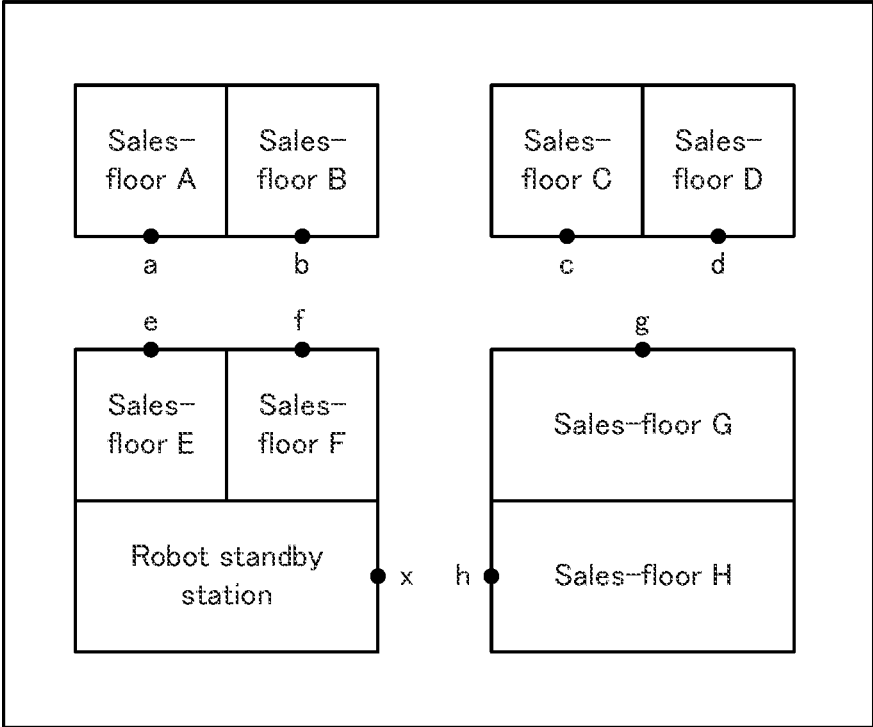 Sales-
floor A
Sales-
floor B
Sales-
floor C
Sales-
floor D
a
b
c
d
e
f
g
Sales-
floor E
Sales-
floor F
Sales-floor G
Robot standby
station
x
h
Sales-floor H